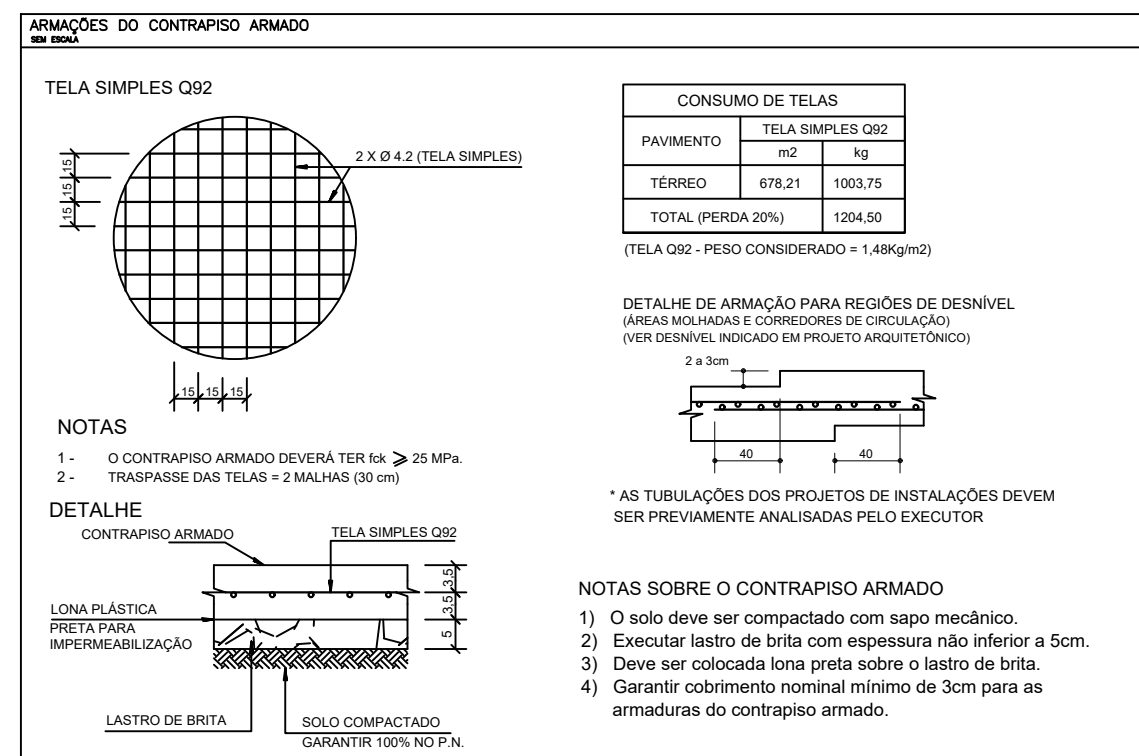 ARMAÇÕES DO CONTRAPISO ARMADO
SEM ESCALA
TELA SIMPLES Q92
2 X Ø 4.2 (TELA SIMPLES)
15
15
15
15 15 15
NOTAS
1 - O CONTRAPISO ARMADO DEVERÁ TER fck ⩾ 25 MPa.
2 - TRASPASSE DAS TELAS = 2 MALHAS (30 cm)
DETALHE
CONTRAPISO ARMADO
TELA SIMPLES Q92
3,5
3,5
5
LONA PLÁSTICA
PRETA PARA
IMPERMEABILIZAÇÃO
LASTRO DE BRITA
SOLO COMPACTADO
GARANTIR 100% NO P.N.
CONSUMO DE TELAS
PAVIMENTO TELA SIMPLES Q92
m2 kg
TÉRREO 678,21 1003,75
TOTAL (PERDA 20%) 1204,50
(TELA Q92 - PESO CONSIDERADO = 1,48Kg/m2)
DETALHE DE ARMAÇÃO PARA REGIÕES DE DESNÍVEL
(ÁREAS MOLHADAS E CORREDORES DE CIRCULAÇÃO)
(VER DESNÍVEL INDICADO EM PROJETO ARQUITETÔNICO)
2 a 3cm
40 40
* AS TUBULAÇÕES DOS PROJETOS DE INSTALAÇÕES DEVEM
SER PREVIAMENTE ANALISADAS PELO EXECUTOR
NOTAS SOBRE O CONTRAPISO ARMADO
1) O solo deve ser compactado com sapo mecânico.
2) Executar lastro de brita com espessura não inferior a 5cm.
3) Deve ser colocada lona preta sobre o lastro de brita.
4) Garantir cobrimento nominal mínimo de 3cm para as
armaduras do contrapiso armado.